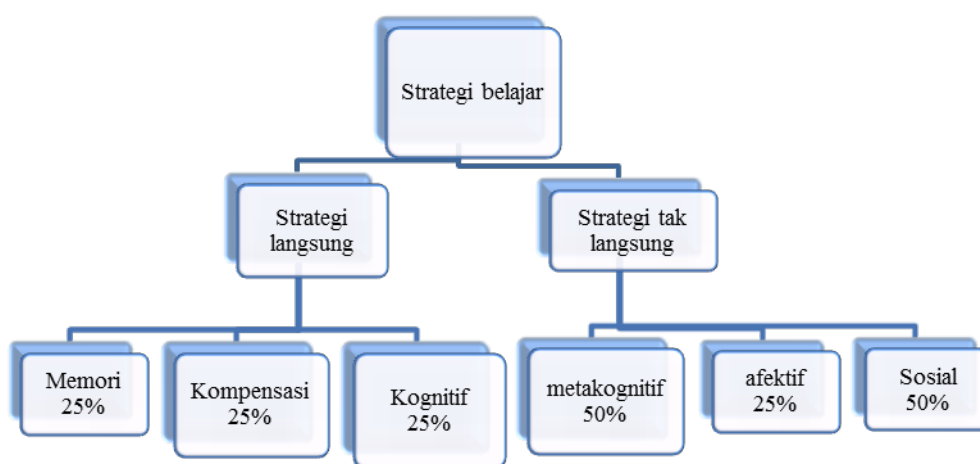 Strategi belajar
Strategi
langsung
Strategi tak
langsung
Memori
25%
Kompensasi
25%
Kognitif
25%
metakognitif
50%
afektif
25%
Sosial
50%